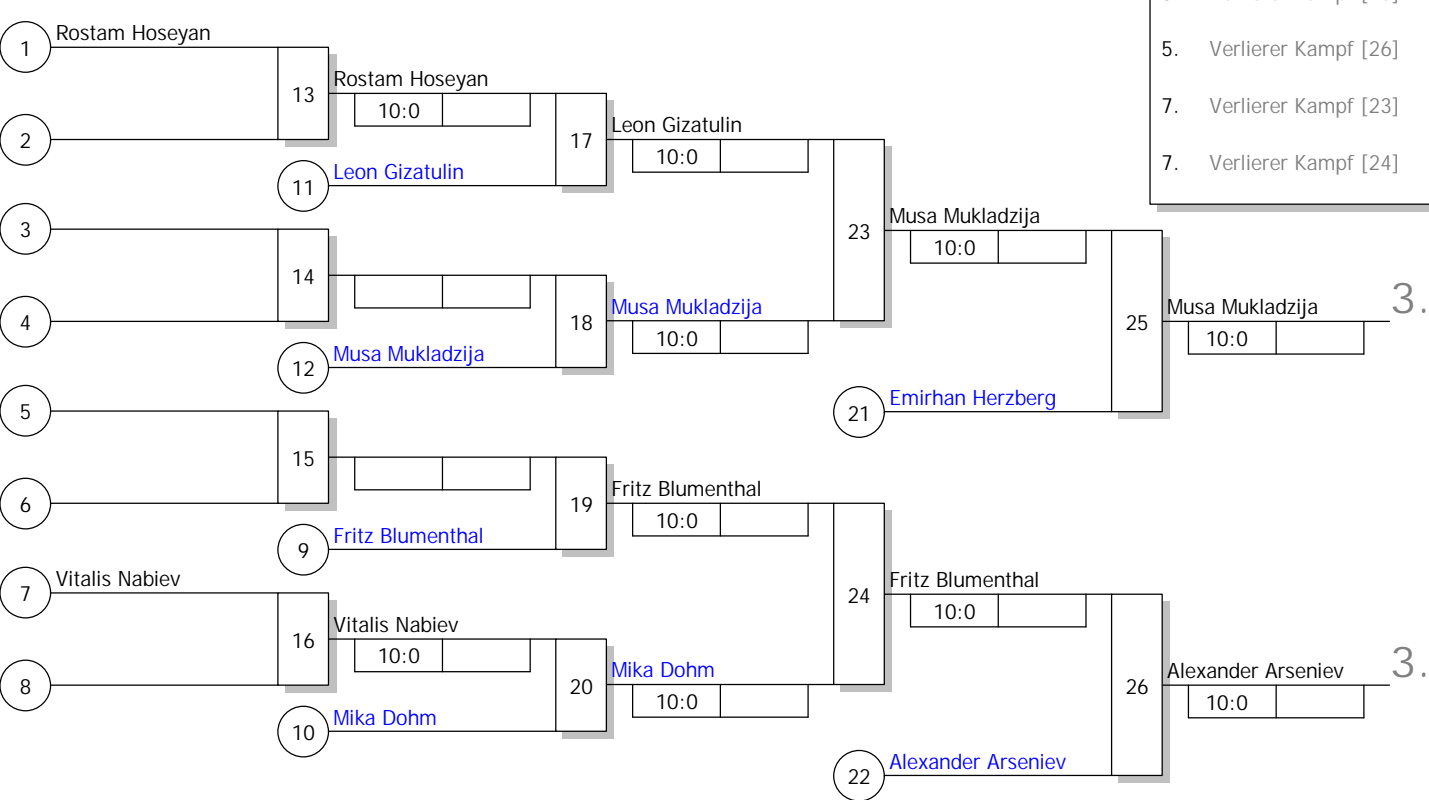 5. Verlierer Kampf [26]
7. Verlierer Kampf [23]
7. Verlierer Kampf [24]
1 Rostam Hoseyan
13
Rostam Hoseyan
10:0
2
17
Leon Gizatulin
10:0
11 Leon Gizatulin
3
14
23
Musa Mukladzija
10:0
4
18
Musa Mukladzija
10:0
12 Musa Mukladzija
25
Musa Mukladzija 3.
10:0
21 Emirhan Herzberg
5
15
6
19
Fritz Blumenthal
10:0
9 Fritz Blumenthal
7 Vitalis Nabiev
16
Vitalis Nabiev
10:0
8
24
Fritz Blumenthal
10:0
20
Mika Dohm
10:0
10 Mika Dohm
26
Alexander Arseniev 3.
10:0
22 Alexander Arseniev